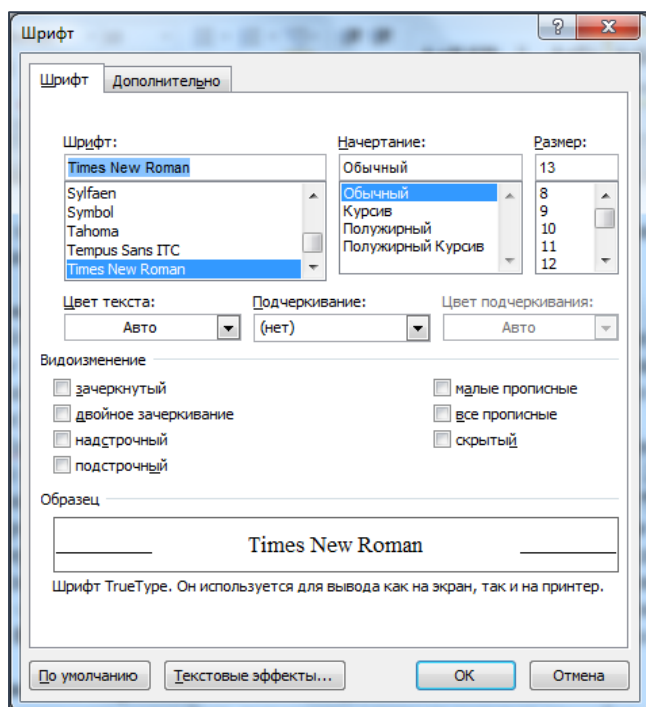 Шрифт
Шрифт Дополнительно
Шрифт: Начертание: Размер:
Times New Roman Обычный 13
Sylfaen Обычный 8
Symbol Курсив 9
Tahoma Полужирный 10
Tempus Sans ITC Полужирный Курсив 11
Times New Roman 12
Цвет текста: Подчеркивание: Цвет подчеркивания:
Авто (нет) Авто
Видоизменение
зачеркнутый малые прописные
двойное зачеркивание все прописные
надстрочный скрытый
подстрочный
Образец
Times New Roman
Шрифт TrueType. Он используется для вывода как на экран, так и на принтер.
По умолчанию Текстовые эффекты... ОК Отмена